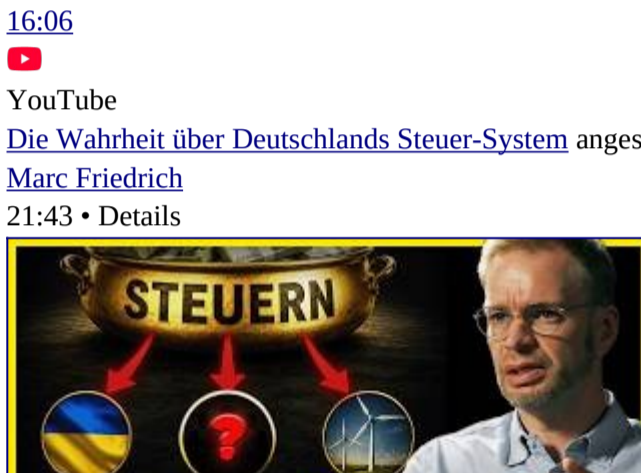 16:06
YouTube
Die Wahrheit über Deutschlands Steuer-System anges
Marc Friedrich
21:43 • Details
STEUERN
?